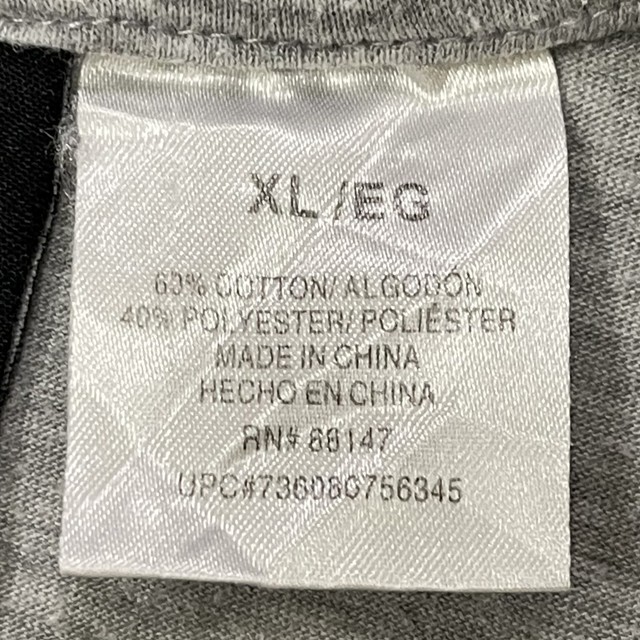 XL/EG
60% COTTON/ALGODÓN
40% POLYESTER/POLIÉSTER
MADE IN CHINA
HECHO EN CHINA
RN# 88147
UPC#736080756345